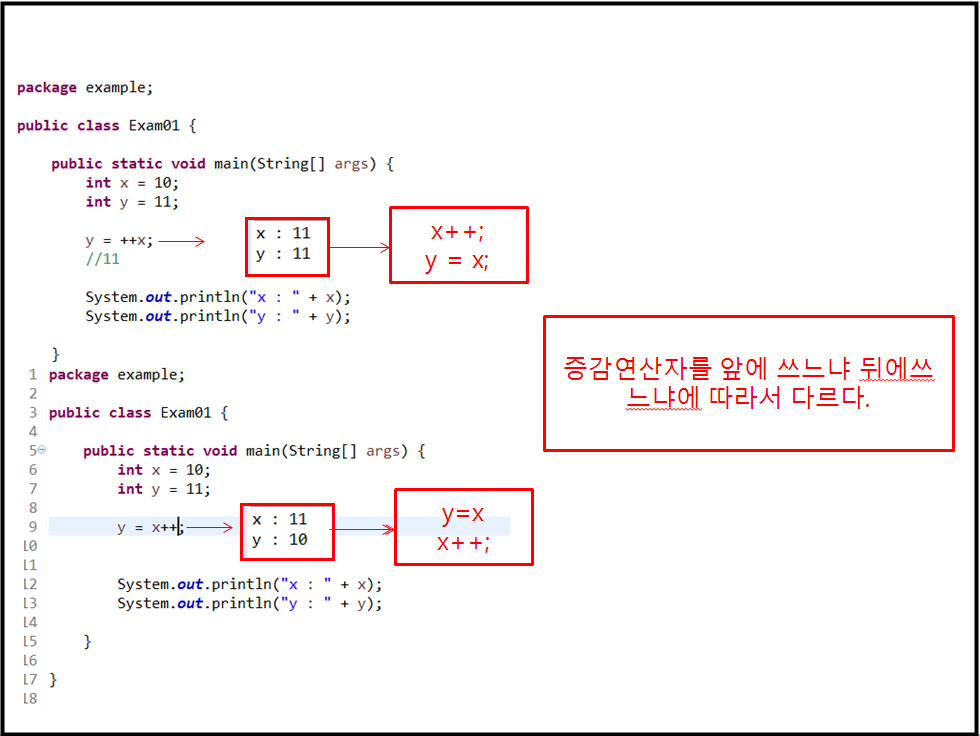 package example;
public class Exam01 {
public static void main(String[] args) {
int x = 10;
int y = 11;
y = ++x;
//11
x : 11
y : 11
x++;
y = x;
System.out.println("x : " + x);
System.out.println("y : " + y);
}
증감연산자를 앞에 쓰느냐 뒤에쓰
느냐에 따라서 다르다.
1 package example;
2
3 public class Exam01 {
4
5 public static void main(String[] args) {
6 int x = 10;
7 int y = 11;
8
9 y = x++;
x : 11
y : 10
y=x
x++;
10
11
12 System.out.println("x : " + x);
13 System.out.println("y : " + y);
14
15 }
16
17 }
18